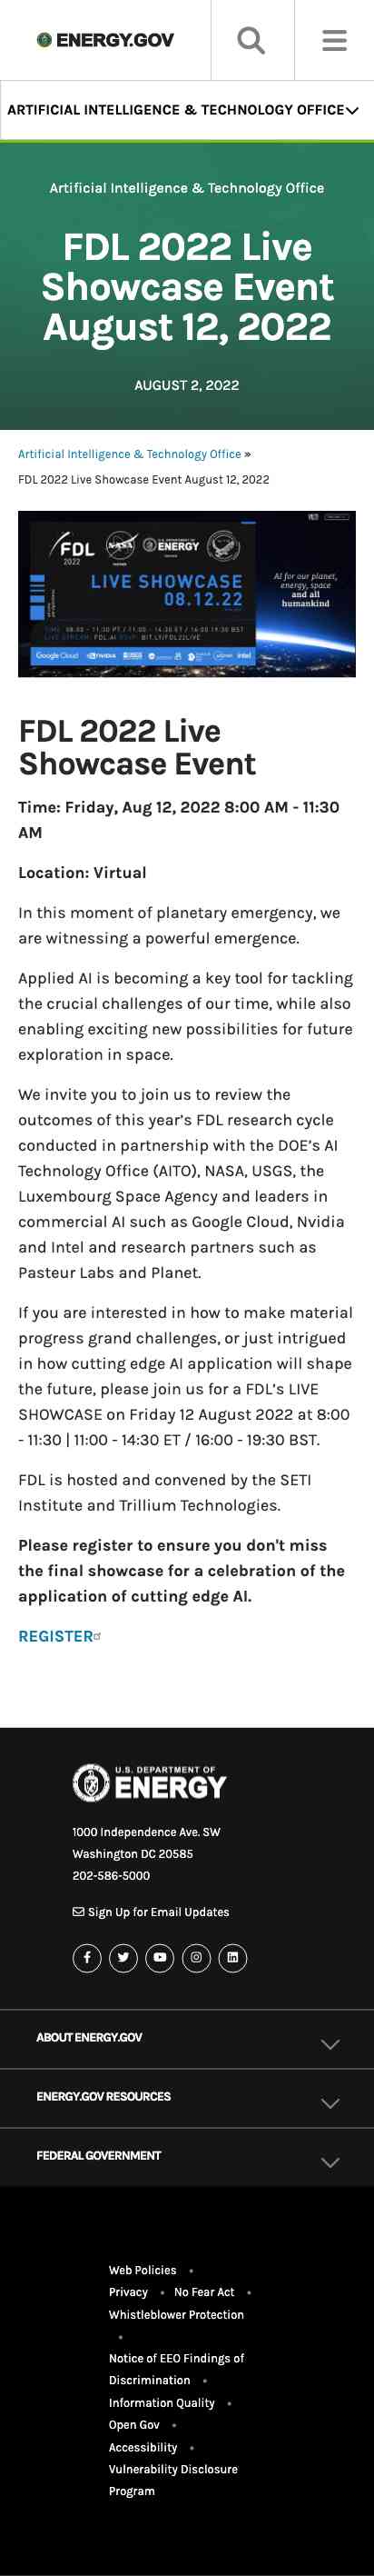 ENERGY.GOV
ARTIFICIAL INTELLIGENCE & TECHNOLOGY OFFICE
Artificial Intelligence & Technology Office
FDL 2022 Live
Showcase Event
August 12, 2022
AUGUST 2, 2022
Artificial Intelligence & Technology Office »
FDL 2022 Live Showcase Event August 12, 2022
FDL
2022
NASA
ENERGY
LIVE SHOWCASE
08.12.22
AI for our planet,
energy, space
and all
humankind
Google Cloud NVIDIA USGS intel
FDL 2022 Live
Showcase Event
Time: Friday, Aug 12, 2022 8:00 AM - 11:30
AM
Location: Virtual
In this moment of planetary emergency, we
are witnessing a powerful emergence.
Applied AI is becoming a key tool for tackling
the crucial challenges of our time, while also
enabling exciting new possibilities for future
exploration in space.
We invite you to join us to review the
outcomes of this year’s FDL research cycle
conducted in partnership with the DOE’s AI
Technology Office (AITO), NASA, USGS, the
Luxembourg Space Agency and leaders in
commercial AI such as Google Cloud, Nvidia
and Intel and research partners such as
Pasteur Labs and Planet.
If you are interested in how to make material
progress grand challenges, or just intrigued
in how cutting edge AI application will shape
the future, please join us for a FDL’s LIVE
SHOWCASE on Friday 12 August 2022 at 8:00
- 11:30 | 11:00 - 14:30 ET / 16:00 - 19:30 BST.
FDL is hosted and convened by the SETI
Institute and Trillium Technologies.
Please register to ensure you don't miss
the final showcase for a celebration of the
application of cutting edge AI.
REGISTER
U.S. DEPARTMENT OF
ENERGY
1000 Independence Ave. SW
Washington DC 20585
202-586-5000
Sign Up for Email Updates
ABOUT ENERGY.GOV
ENERGY.GOV RESOURCES
FEDERAL GOVERNMENT
Web Policies •
Privacy • No Fear Act •
Whistleblower Protection
•
Notice of EEO Findings of
Discrimination •
Information Quality •
Open Gov •
Accessibility •
Vulnerability Disclosure
Program